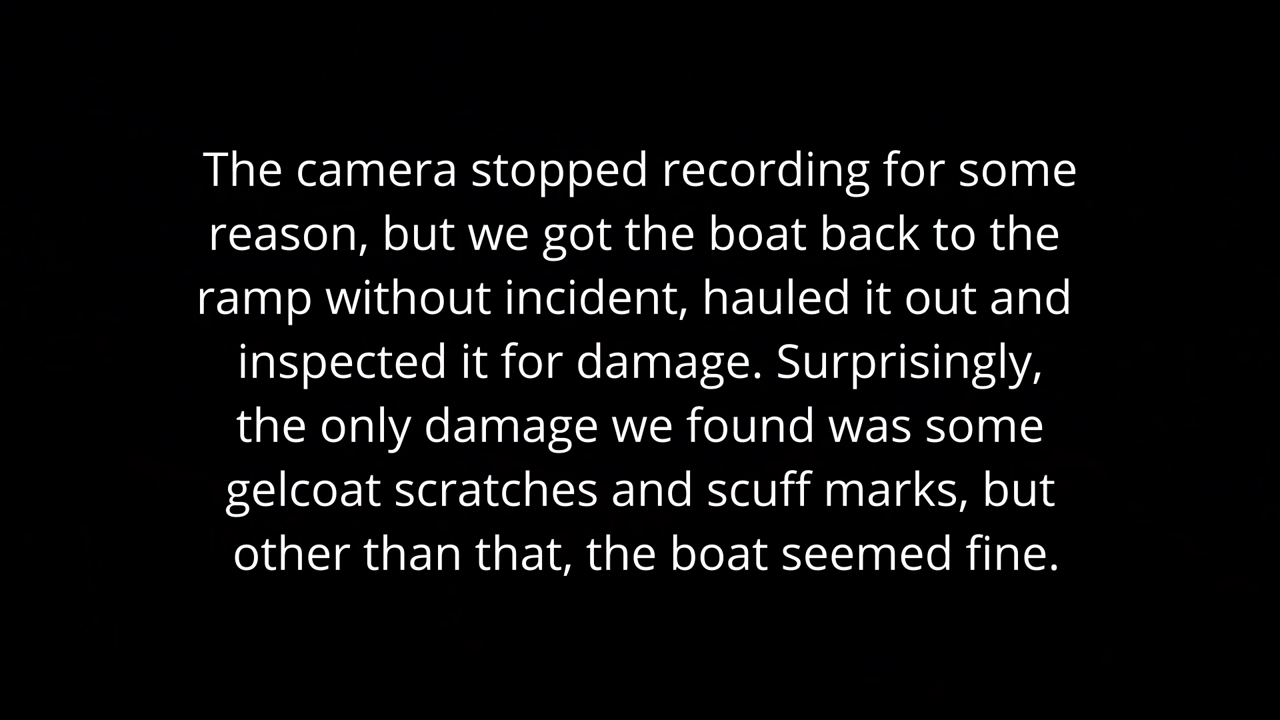 The camera stopped recording for some
reason, but we got the boat back to the
ramp without incident, hauled it out and
inspected it for damage. Surprisingly,
the only damage we found was some
gelcoat scratches and scuff marks, but
other than that, the boat seemed fine.